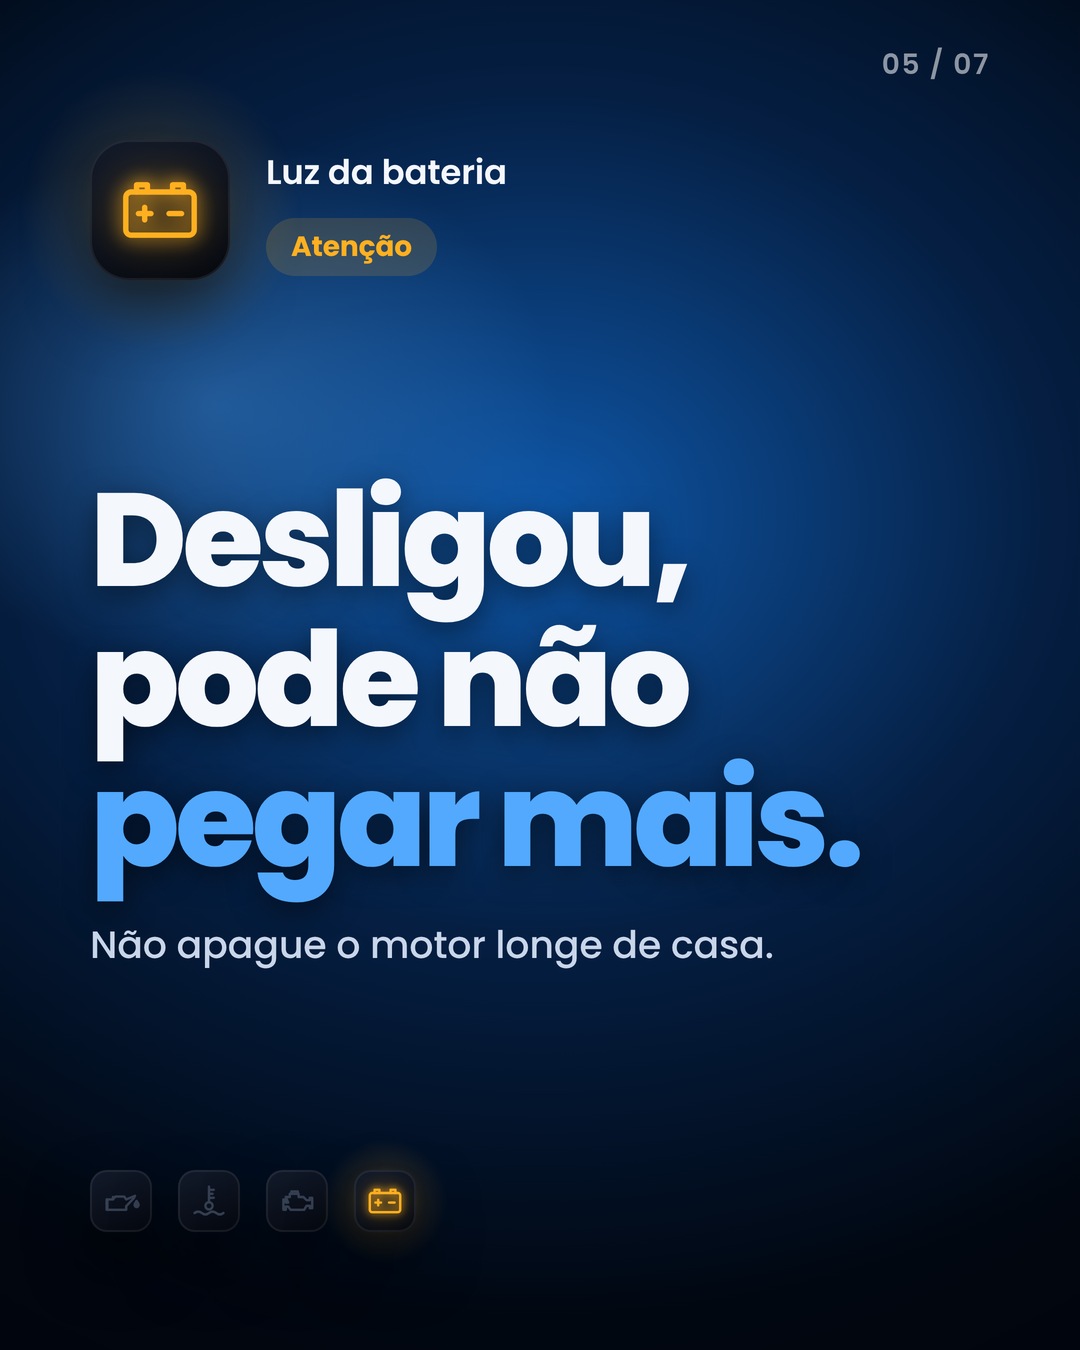 05 / 07
Luz da bateria
Atenção
Desligou,
pode não
pegar mais.
Não apague o motor longe de casa.